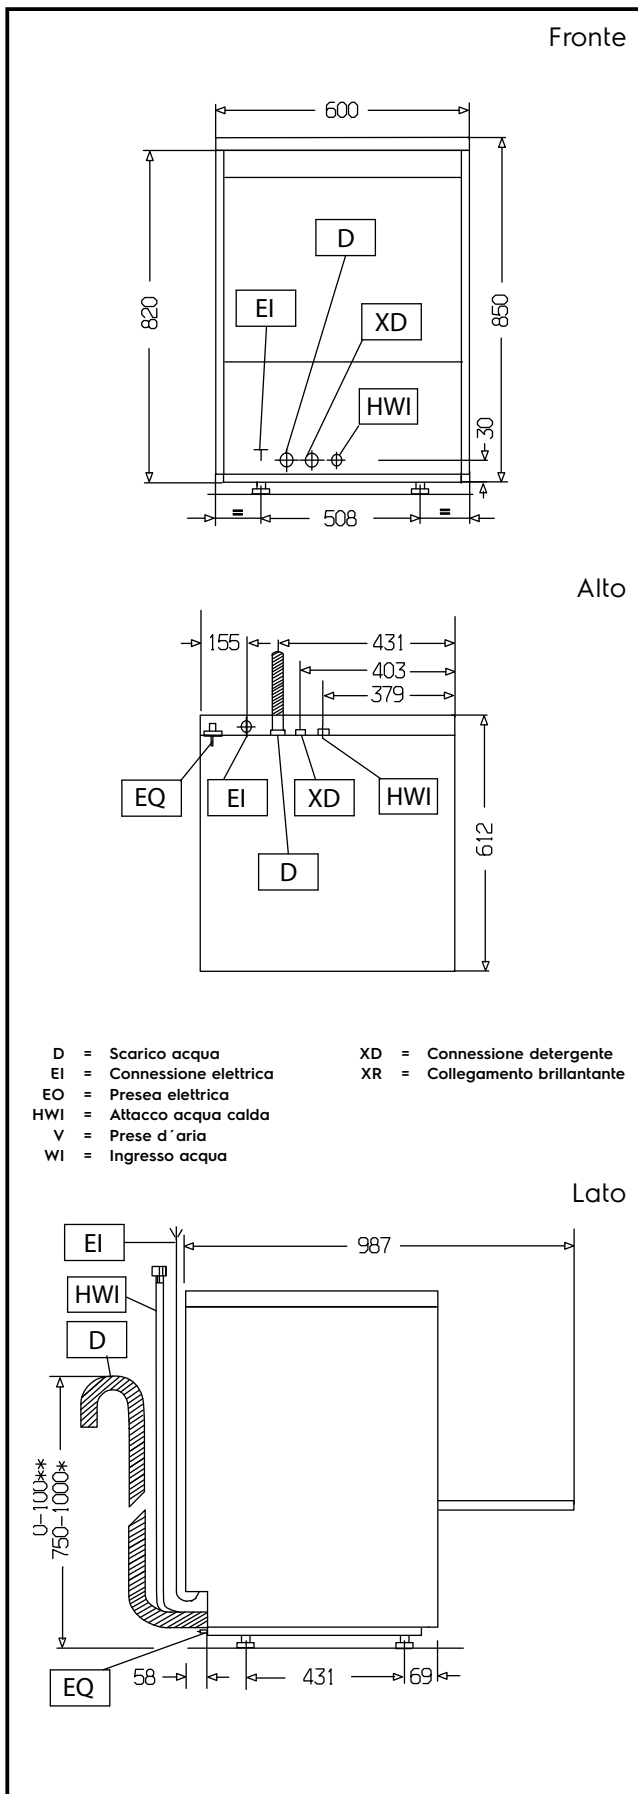 Fronte
600
D
EI
XD
HWI
820
850
30
=
508
=
Alto
155
431
403
379
EQ
EI
XD
HWI
D
612
D = Scarico acqua
EI = Connessione elettrica
EO = Presea elettrica
HWI = Attacco acqua calda
V = Prese d´aria
WI = Ingresso acqua
XD = Connessione detergente
XR = Collegamento brillantante
Lato
EI
987
HWI
D
0-100**
750-1000*
EQ
58
431
69